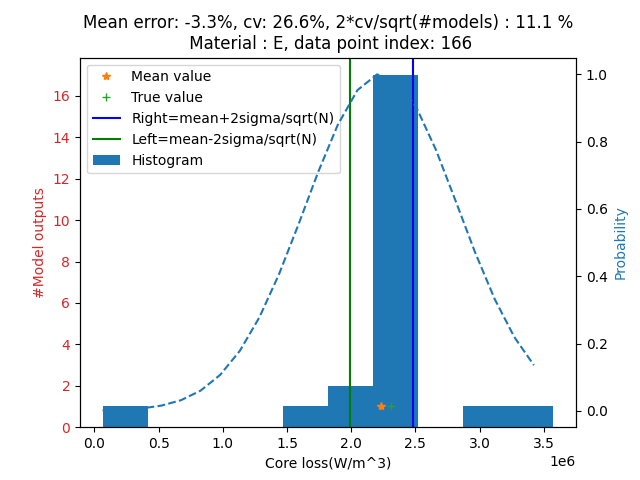 Mean error: -3.3%, cv: 26.6%, 2*cv/sqrt(#models) : 11.1 %
Material : E, data point index: 166
Mean value
True value
Right=mean+2sigma/sqrt(N)
Left=mean-2sigma/sqrt(N)
Histogram
#Model outputs
16
14
12
10
8
6
4
2
0
1.0
0.8
0.6
0.4
0.2
0.0
Probability
0.0 0.5 1.0 1.5 2.0 2.5 3.0 3.5
1e6
Core loss(W/m^3)